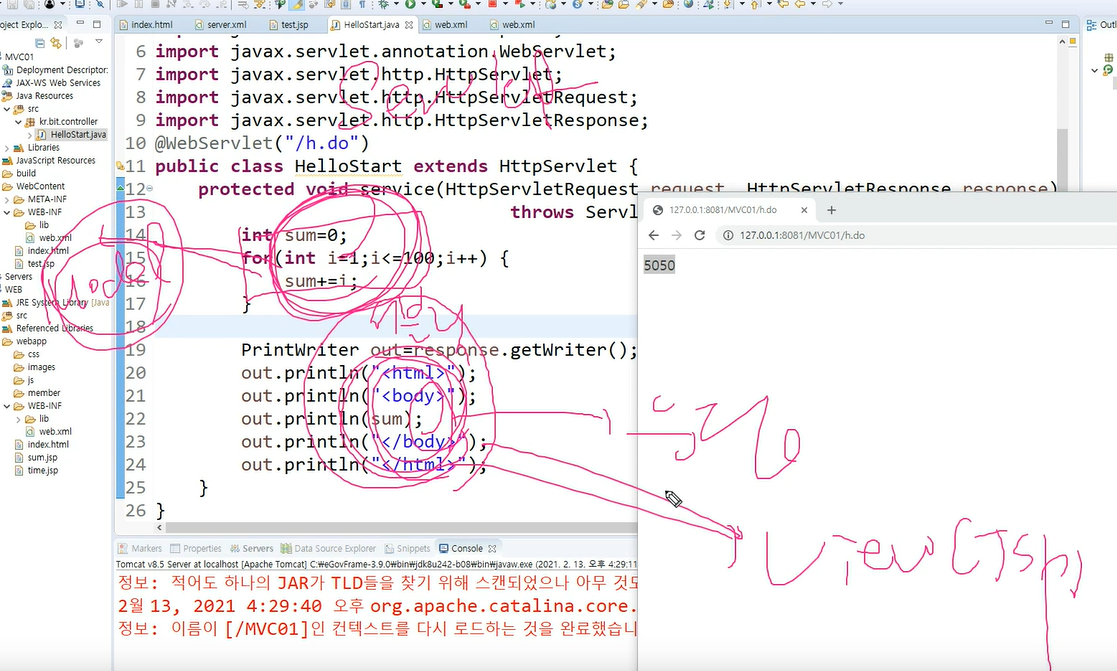 index.html
server.xml
test.jsp
HelloStart.java
web.xml
web.xml
Outl
oject Explo...
MVC01
Deployment Descriptor:
JAX-WS Web Services
Java Resources
src
kr.bit.controller
HelloStart.java
Libraries
JavaScript Resources
build
WebContent
META-INF
WEB-INF
lib
web.xml
index.html
test.jsp
Servers
WEB
JRE System Library [Java
src
Referenced Libraries
webapp
css
images
js
member
WEB-INF
lib
web.xml
index.html
sum.jsp
time.jsp
6 import javax.servlet.annotation.WebServlet;
7 import javax.servlet.http.HttpServlet;
8 import javax.servlet.http.HttpServletRequest;
9 import javax.servlet.http.HttpServletResponse;
10 @WebServlet("/h.do")
11 public class HelloStart extends HttpServlet {
12 protected void service(HttpServletRequest request, HttpServletResponse response)
13 throws Servl
14 int sum=0;
15 for(int i=1;i<=100;i++) {
16 sum+=i;
17 }
18
19 PrintWriter out=response.getWriter();
20 out.println("<html>");
21 out.println("<body>");
22 out.println(sum);
23 out.println("</body>");
24 out.println("</html>");
25 }
26 }
Servlet
Model
View(JSP)
127.0.0.1:8081/MVC01/h.do
127.0.0.1:8081/MVC01/h.do
5050
Markers
Properties
Servers
Data Source Explorer
Snippets
Console
Tomcat v8.5 Server at localhost [Apache Tomcat] C:\eGovFrame-3.9.0\bin\jdk8u242-b08\bin\javaw.exe (2021. 2. 13. 오후 4:29:11
정보: 적어도 하나의 JAR가 TLD들을 찾기 위해 스캔되었으나 아무 것도
2월 13, 2021 4:29:40 오후 org.apache.catalina.core.
정보: 이름이 [/MVC01]인 컨텍스트를 다시 로드하는 것을 완료했습니